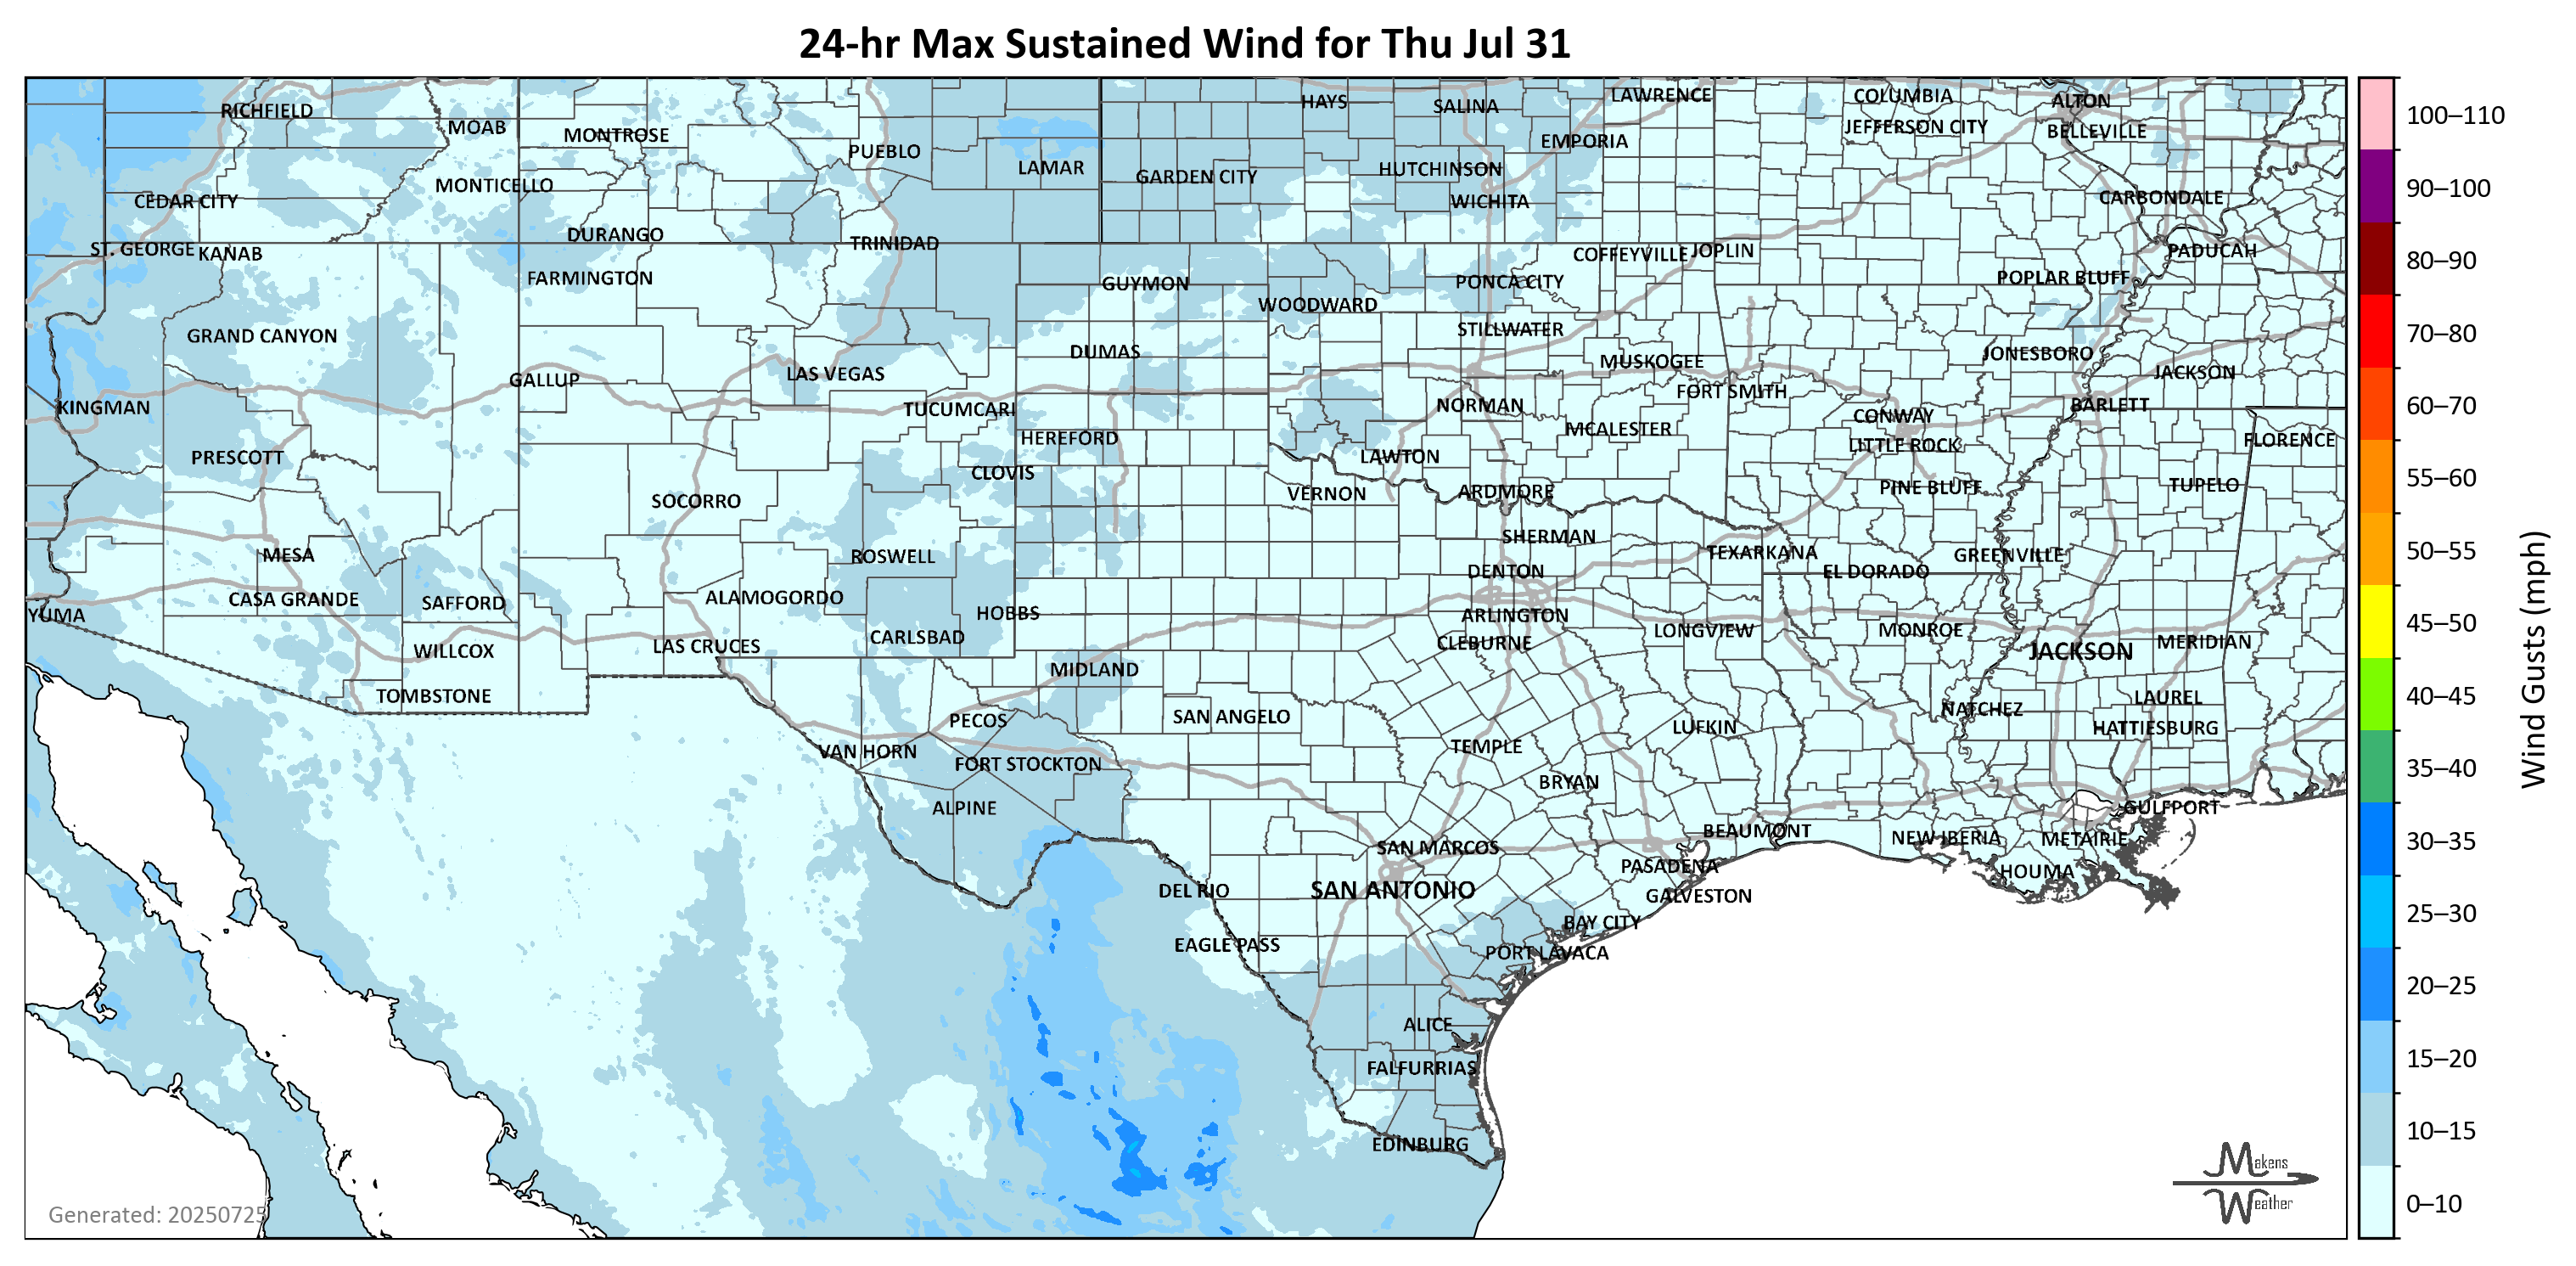 24-hr Max Sustained Wind for Thu Jul 31
RICHFIELD
MOAB
MONTROSE
PUEBLO
LAMAR
HAYS
SALINA
LAWRENCE
COLUMBIA
ALTON
EMPORIA
JEFFERSON CITY
BELLEVILLE
MONTICELLO
GARDEN CITY
HUTCHINSON
CEDAR CITY
WICHITA
CARBONDALE
ST. GEORGE
KANAB
DURANGO
TRINIDAD
COFFEYVILLE
JOPLIN
PADUCAH
FARMINGTON
GUYMON
PONCA CITY
POPLAR BLUFF
WOODWARD
GRAND CANYON
STILLWATER
DUMAS
MUSKOGEE
JONESBORO
GALLUP
LAS VEGAS
JACKSON
KINGMAN
TUCUMCARI
NORMAN
FORT SMITH
CONWAY
BARLETT
HEREFORD
MCALESTER
LITTLE ROCK
FLORENCE
PRESCOTT
CLOVIS
LAWTON
SOCORRO
VERNON
ARDMORE
PINE BLUFF
TUPELO
MESA
ROSWELL
SHERMAN
TEXARKANA
GREENVILLE
DENTON
EL DORADO
YUMA
CASA GRANDE
SAFFORD
ALAMOGORDO
HOBBS
ARLINGTON
WILLCOX
LAS CRUCES
CARLSBAD
CLEBURNE
LONGVIEW
MONROE
JACKSON
MERIDIAN
MIDLAND
TOMBSTONE
LAUREL
PECOS
SAN ANGELO
NATCHEZ
LUFKIN
HATTIESBURG
VAN HORN
FORT STOCKTON
TEMPLE
BRYAN
ALPINE
GULFPORT
BEAUMONT
NEW IBERIA
METAIRIE
SAN MARCOS
PASADENA
HOUMA
DEL RIO
SAN ANTONIO
GALVESTON
BAY CITY
EAGLE PASS
PORT LAVACA
ALICE
FALFURRIAS
EDINBURG
Generated: 20250725
Makens
Weather
100–110
90–100
80–90
70–80
60–70
55–60
50–55
45–50
40–45
35–40
30–35
25–30
20–25
15–20
10–15
0–10
Wind Gusts (mph)